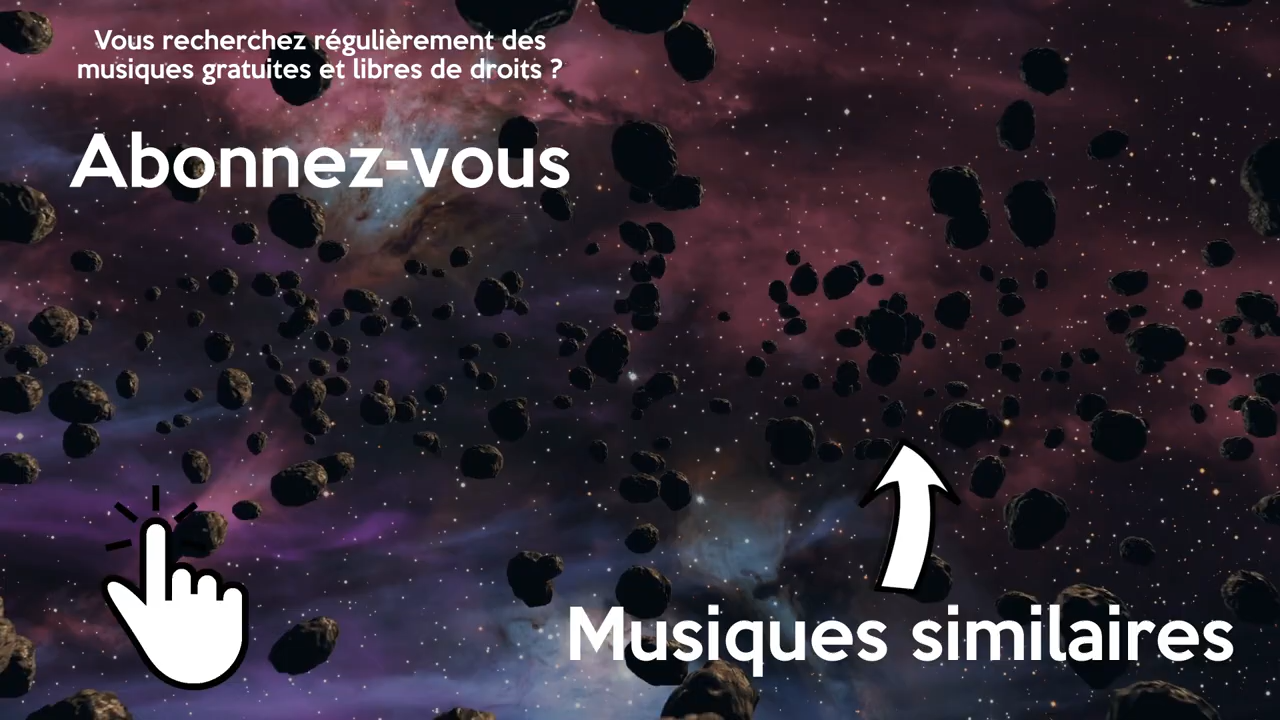 Vous recherchez régulièrement des
musiques gratuites et libres de droits ?
Abonnez-vous
Musiques similaires